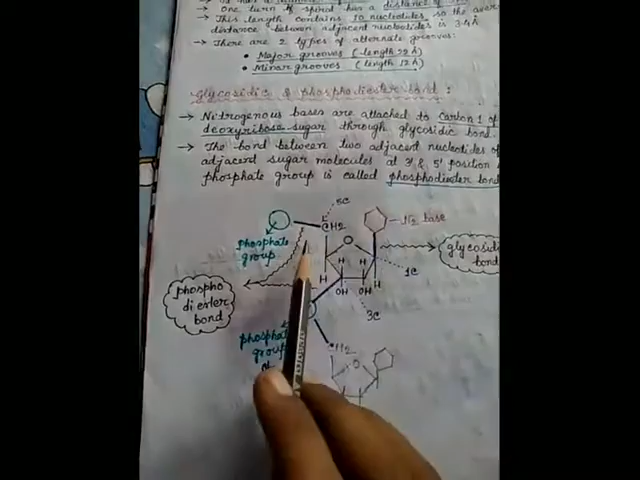 One turn of spiral has a distance of
This length contains 10 nucleotides, so the
distance between adjacent nucleotides is 3.4Å
→ There are 2 types of alternate grooves:
• Major grooves (length 22 Å)
• Minor grooves (length 12 Å)
Glycosidic & phosphodiester bond :
→ Nitrogenous bases are attached to carbon 1 of
deoxyribose sugar through glycosidic bond.
→ The bond between two adjacent nucleotides of
adjacent sugar molecules at 3' & 5' position
phosphate group is called phosphodiester bond
5C
CH2
N2 base
phosphate
group
O
glycosi
bond
H H
1C
phospho
diester
bond
H
H
OH OH
3C
phosphat
group
CH2
O